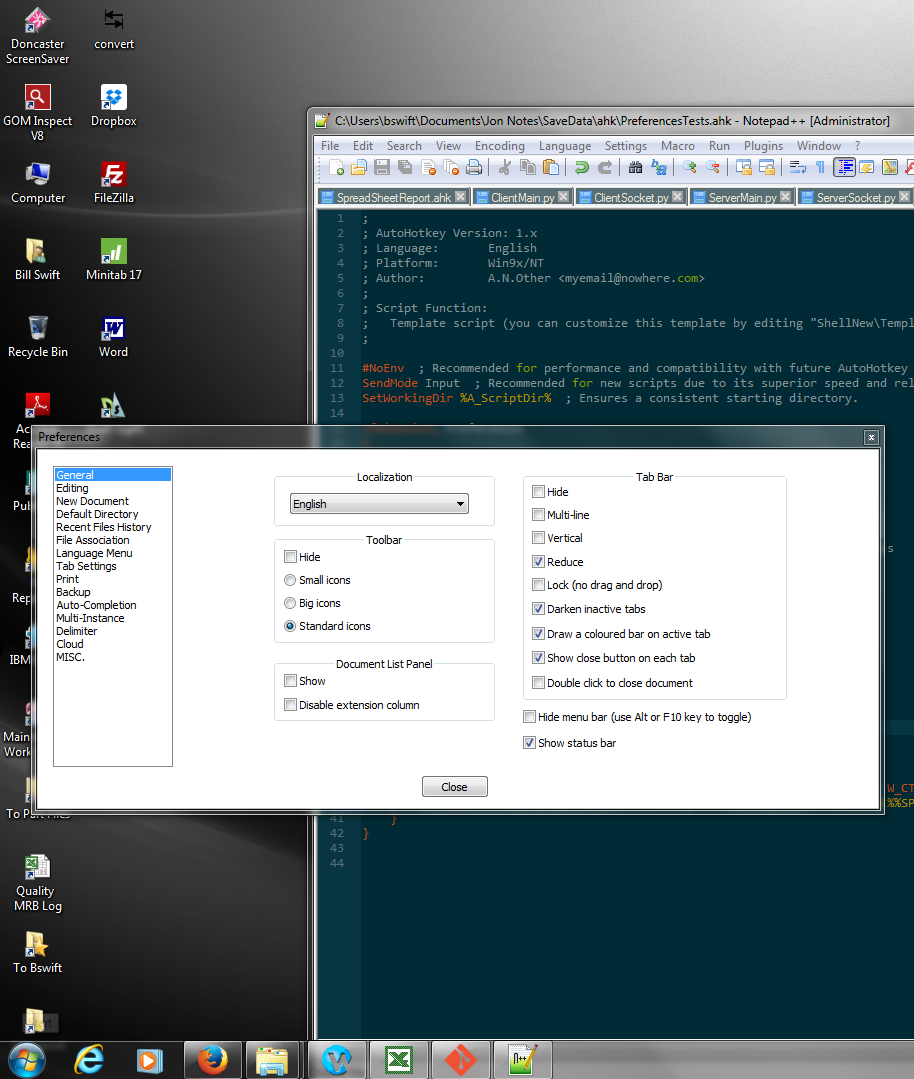 Doncaster
ScreenSaver
convert
GOM Inspect
V8
Dropbox
Computer
FileZilla
Bill Swift
Minitab 17
Recycle Bin
Word
C:\Users\bswift\Documents\Jon Notes\SaveData\ahk\PreferencesTests.ahk - Notepad++ [Administrator]
File Edit Search View Encoding Language Settings Macro Run Plugins Window ?
SpreadSheetReport.ahk ClientMain.py ClientSocket.py ServerMain.py ServerSocket.py
1 ;
2 ; AutoHotkey Version: 1.x
3 ; Language: English
4 ; Platform: Win9x/NT
5 ; Author: A.N.Other <myemail@nowhere.com>
6 ;
7 ; Script Function:
8 ; Template script (you can customize this template by editing "ShellNew\Templ
9 ;
10
11 #NoEnv ; Recommended for performance and compatibility with future AutoHotkey
12 SendMode Input ; Recommended for new scripts due to its superior speed and rel
13 SetWorkingDir %A_ScriptDir% ; Ensures a consistent starting directory.
14
Preferences
General
Editing
New Document
Default Directory
Recent Files History
File Association
Language Menu
Tab Settings
Print
Backup
Auto-Completion
Multi-Instance
Delimiter
Cloud
MISC.
Localization
English
Toolbar
Hide
Small icons
Big icons
Standard icons
Document List Panel
Show
Disable extension column
Tab Bar
Hide
Multi-line
Vertical
Reduce
Lock (no drag and drop)
Darken inactive tabs
Draw a coloured bar on active tab
Show close button on each tab
Double click to close document
Hide menu bar (use Alt or F10 key to toggle)
Show status bar
Close
s
W_CT
%%SP
Ac
Rea
Pub
Rep
IBM
Main
Work
To Part Files
41 }
42 }
43
44
Quality
MRB Log
To Bswift